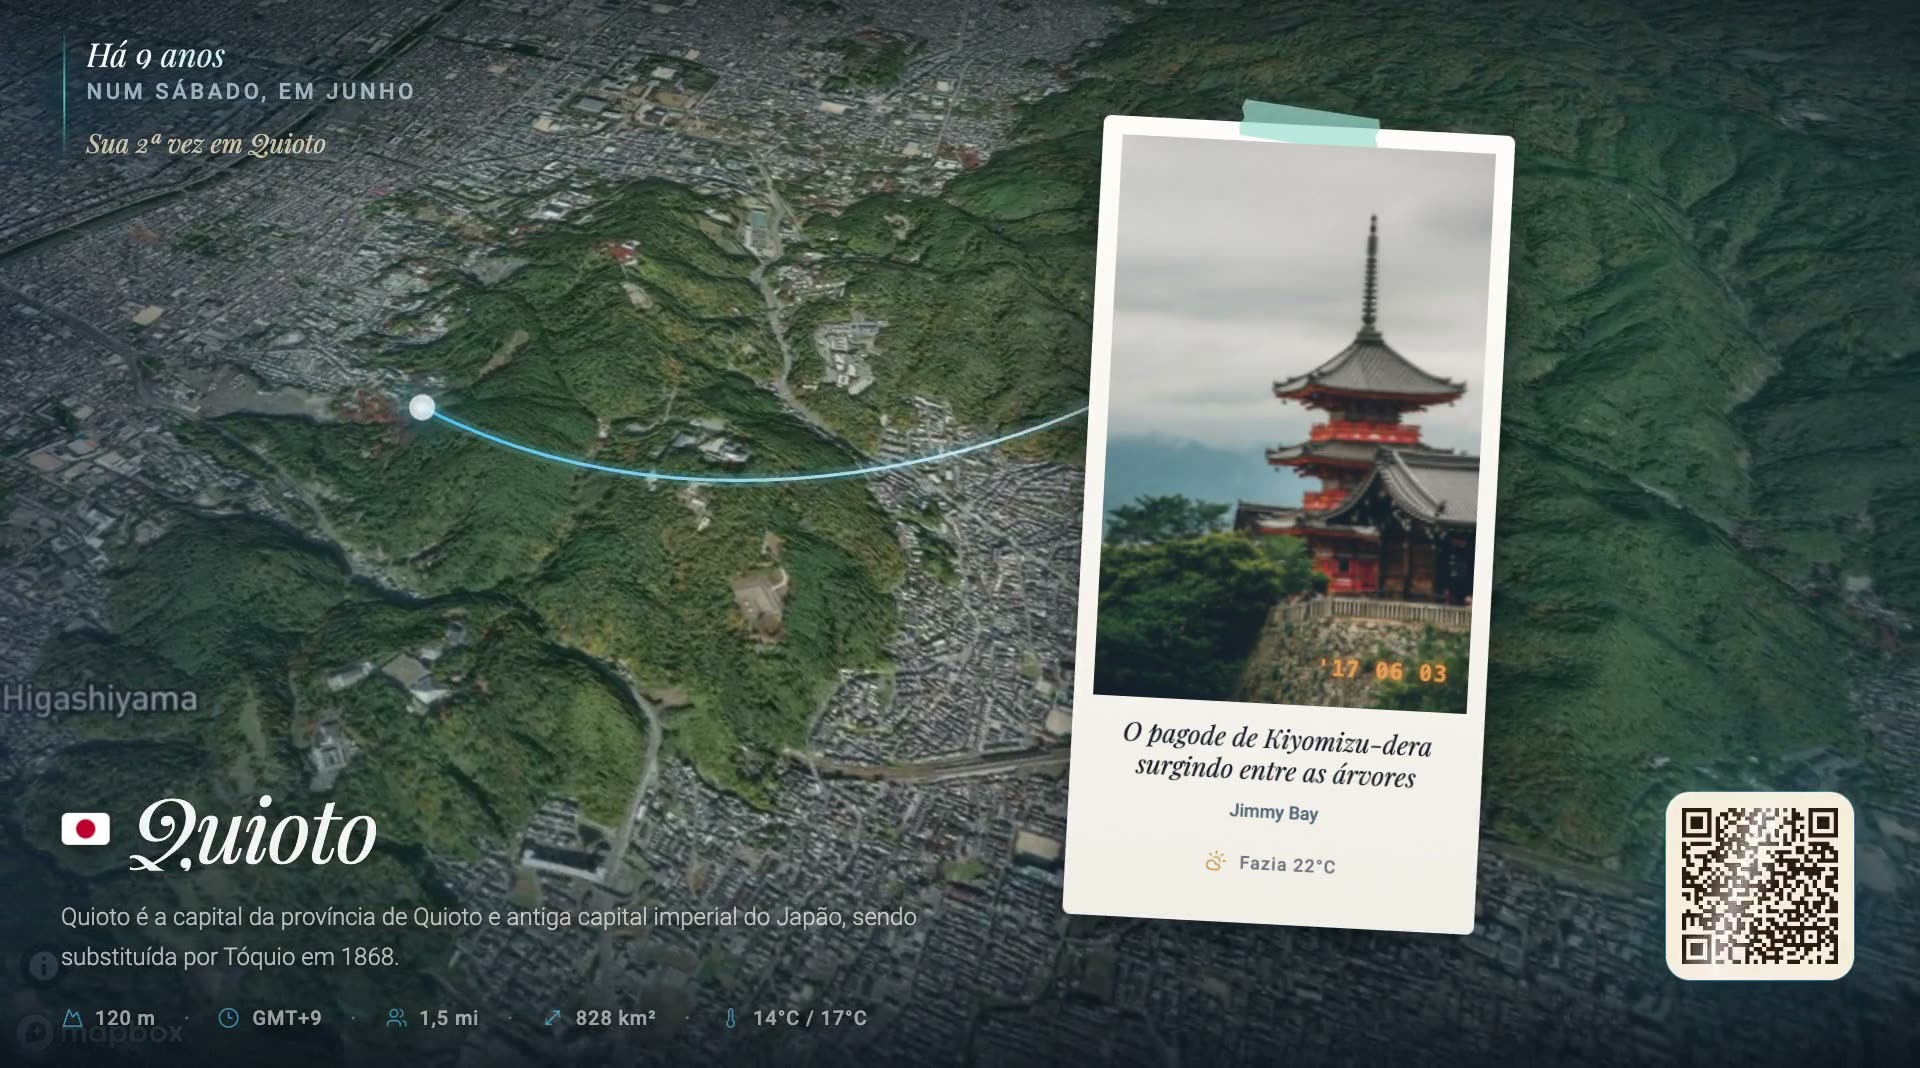 Há 9 anos
NUM SÁBADO, EM JUNHO
Sua 2ª vez em Quioto
'17 06 03
O pagode de Kiyomizu-dera
surgindo entre as árvores
Jimmy Bay
Fazia 22°C
Higashiyama
Quioto
Quioto é a capital da província de Quioto e antiga capital imperial do Japão, sendo
substituída por Tóquio em 1868.
120 m · GMT+9 · 1,5 mi · 828 km² · 14°C / 17°C
mapbox